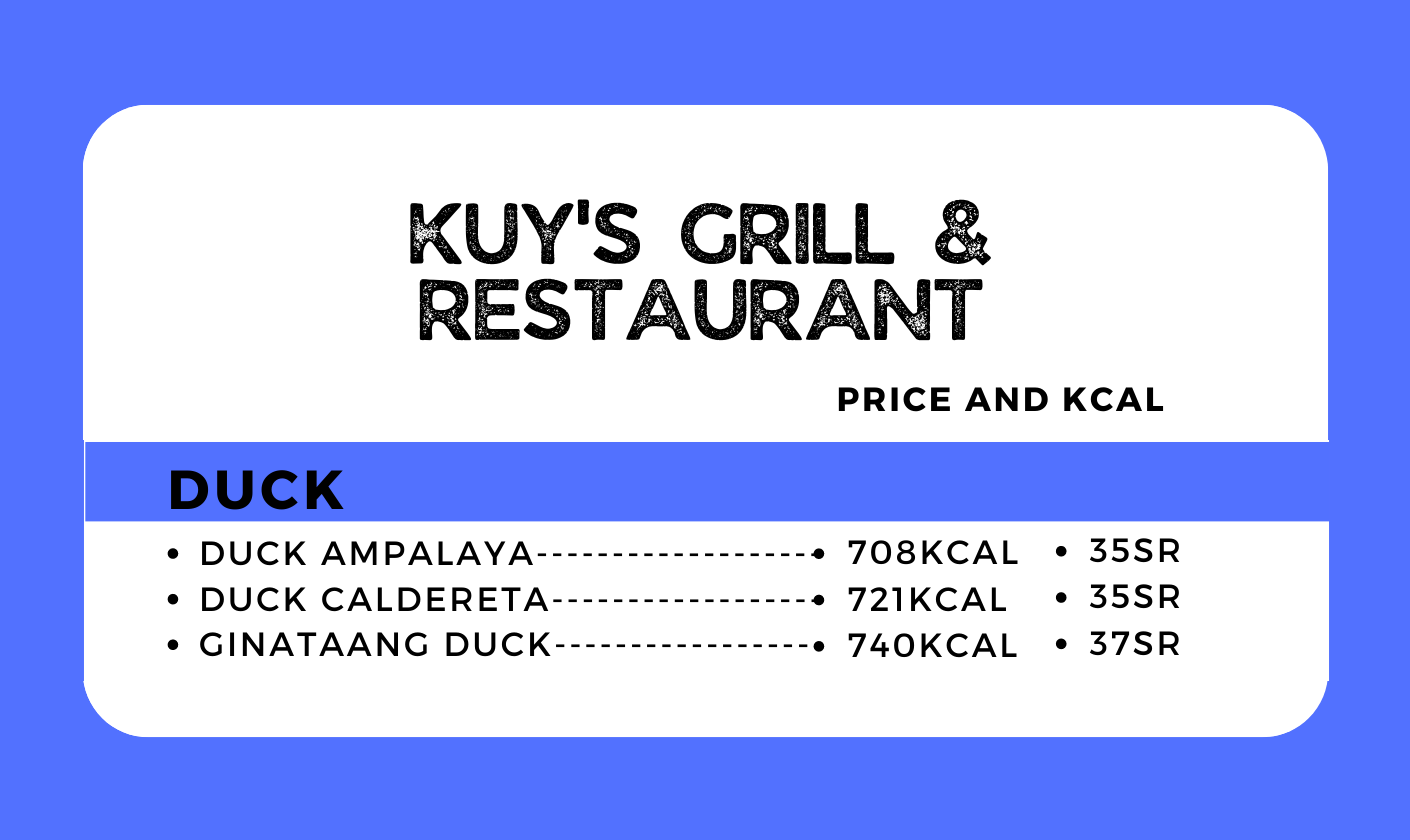 KUY'S GRILL &
RESTAURANT
PRICE AND KCAL
DUCK
• DUCK AMPALAYA------------------• 708KCAL • 35SR
• DUCK CALDERETA-----------------• 721KCAL • 35SR
• GINATAANG DUCK-----------------• 740KCAL • 37SR